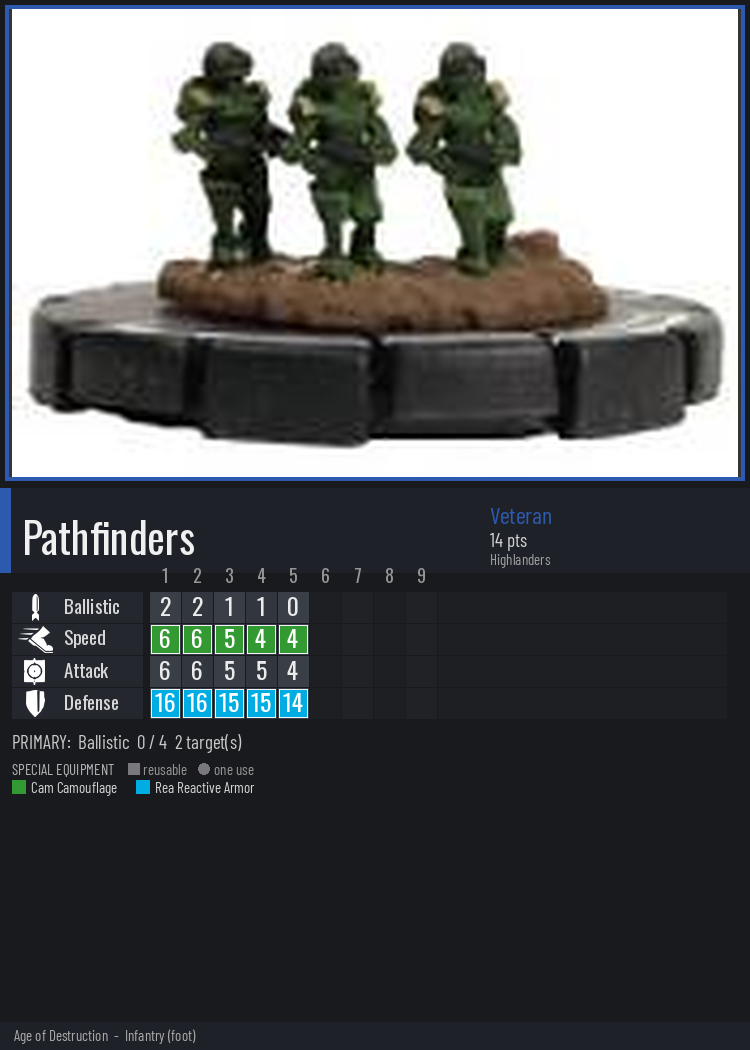 Pathfinders
Veteran
14 pts
Highlanders
1 2 3 4 5 6 7 8 9
Ballistic 2 2 1 1 0
Speed 6 6 5 4 4
Attack 6 6 5 5 4
Defense 16 16 15 15 14
PRIMARY: Ballistic 0 / 4 2 target(s)
SPECIAL EQUIPMENT reusable one use
Cam Camouflage Rea Reactive Armor
Age of Destruction - Infantry (foot)